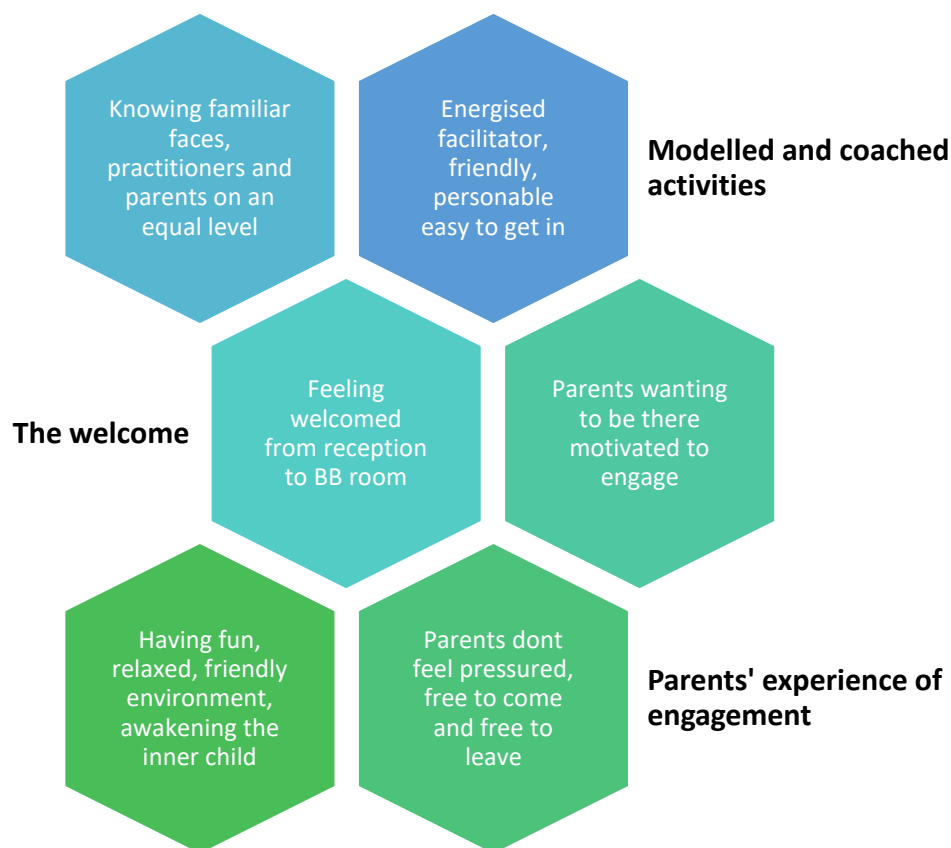 Knowing familiar
faces,
practitioners and
parents on an
equal level
Energised
facilitator,
friendly,
personable
easy to get in
Modelled and coached
activities
The welcome
Feeling
welcomed
from reception
to BB room
Parents wanting
to be there
motivated to
engage
Having fun,
relaxed, friendly
environment,
awakening the
inner child
Parents dont
feel pressured,
free to come
and free to
leave
Parents' experience of
engagement